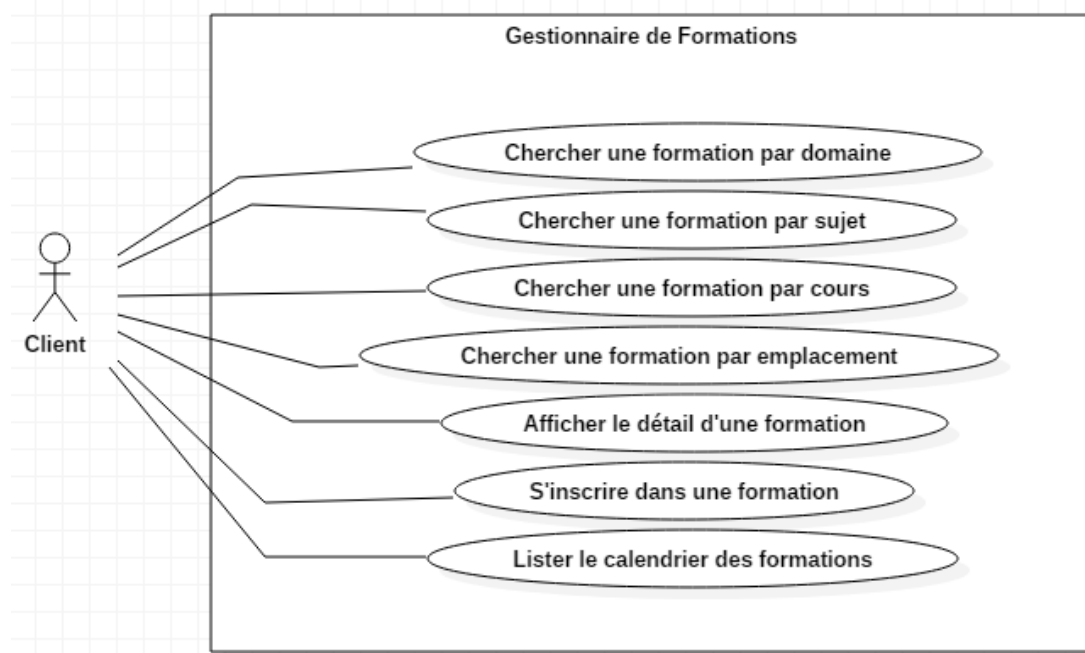 Gestionnaire de Formations
Chercher une formation par domaine
Chercher une formation par sujet
Chercher une formation par cours
Client
Chercher une formation par emplacement
Afficher le détail d'une formation
S'inscrire dans une formation
Lister le calendrier des formations